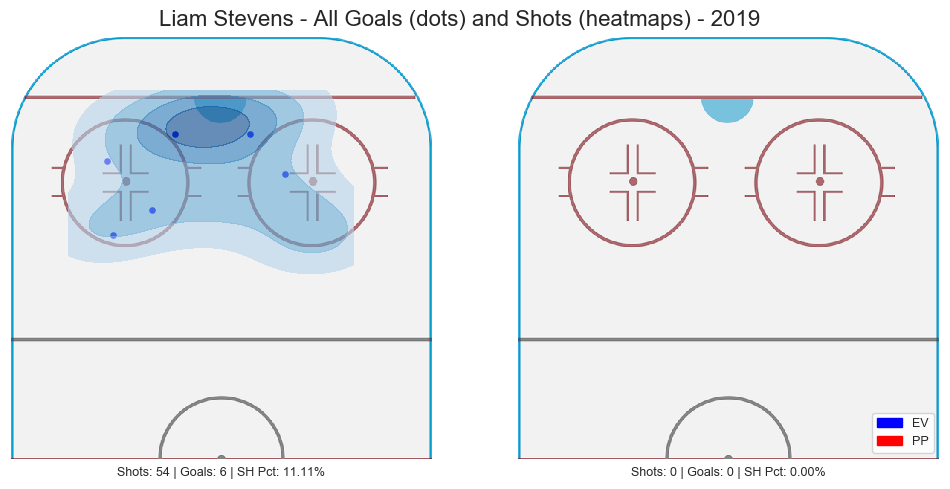 Liam Stevens - All Goals (dots) and Shots (heatmaps) - 2019
EV
PP
Shots: 54 | Goals: 6 | SH Pct: 11.11%
Shots: 0 | Goals: 0 | SH Pct: 0.00%